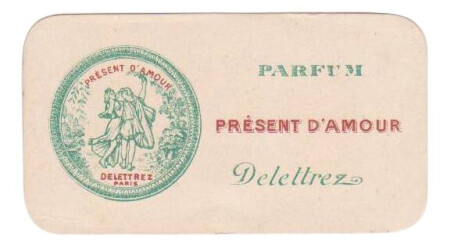 PRÉSENT D'AMOUR
DELETTREZ
PARIS
PARFUM
PRÉSENT D'AMOUR
Delettrez